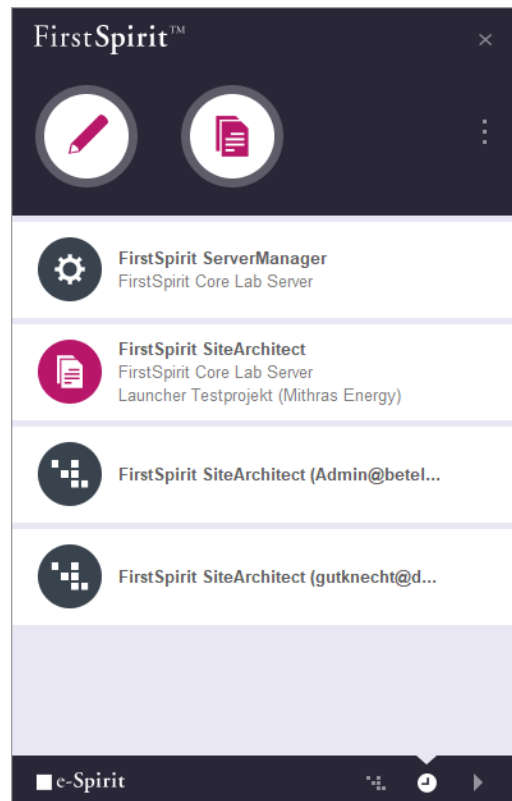 FirstSpirit™
FirstSpirit ServerManager
FirstSpirit Core Lab Server
FirstSpirit SiteArchitect
FirstSpirit Core Lab Server
Launcher Testprojekt (Mithras Energy)
FirstSpirit SiteArchitect (Admin@betel...
FirstSpirit SiteArchitect (gutknecht@d...
e-Spirit